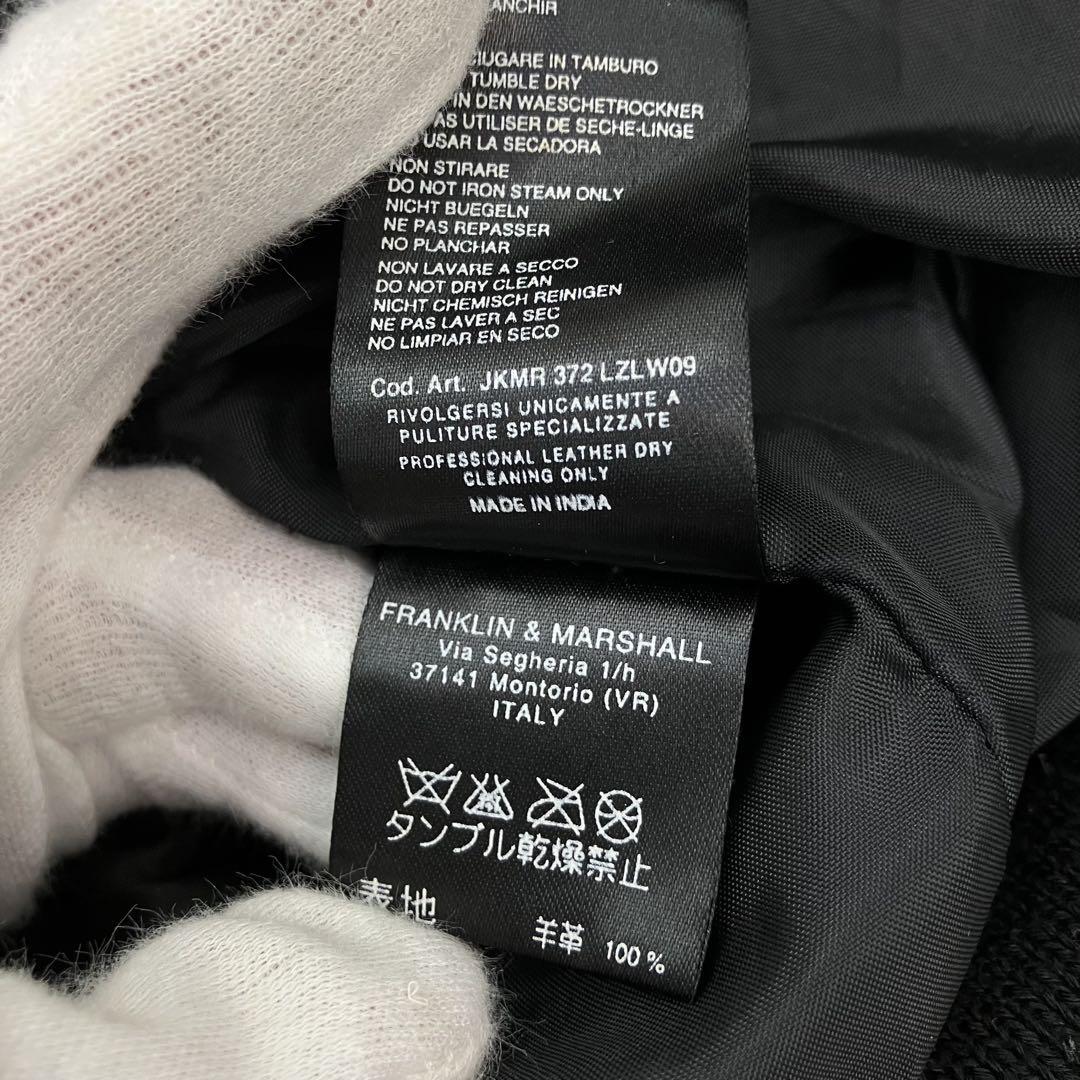 TUMBLE DRY
IN DEN WAESCHETROCKNER
UTILISER DE SECHE-LINGE
USAR LA SECADORA
NON STIRARE
DO NOT IRON STEAM ONLY
NICHT BUEGELN
NE PAS REPASSER
NO PLANCHAR
NON LAVARE A SECCO
DO NOT DRY CLEAN
NICHT CHEMISCH REINIGEN
NE PAS LAVER A SEC
NO LIMPIAR EN SECO
Cod. Art. JKMR 372 LZLW09
RIVOLGERSI UNICAMENTE A
PULITURE SPECIALIZZATE
PROFESSIONAL LEATHER DRY
CLEANING ONLY
MADE IN INDIA
FRANKLIN & MARSHALL
Via Segheria 1/h
37141 Montorio (VR)
ITALY
タンブル乾燥禁止
表地
羊革 100%